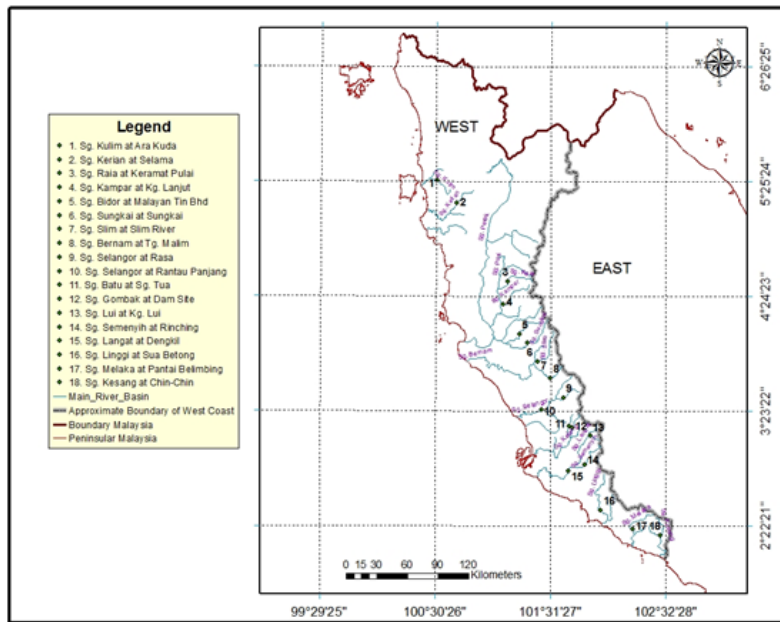 Legend
1. Sg. Kulim at Ara Kuda
2. Sg. Kerian at Selama
3. Sg. Raia at Keramat Pulai
4. Sg. Kampar at Kg. Lanjut
5. Sg. Bidor at Malayan Tin Bhd
6. Sg. Sungkai at Sungkai
7. Sg. Slim at Slim River
8. Sg. Bernam at Tg. Malim
9. Sg. Selangor at Rasa
10. Sg. Selangor at Rantau Panjang
11. Sg. Batu at Sg. Tua
12. Sg. Gombak at Dam Site
13. Sg. Lui at Kg. Lui
14. Sg. Semenyih at Rinching
15. Sg. Langat at Dengkil
16. Sg. Linggi at Sua Betong
17. Sg. Melaka at Pantai Belimbing
18. Sg. Kesang at Chin-Chin
Main_River_Basin
Approximate Boundary of West Coast
Boundary Malaysia
Peninsular Malaysia
N
W
E
S
WEST
EAST
1
2
3
4
5
6
7
8
9
10
11
12
13
14
15
16
17
18
Sg. Perak
Sg. Bernam
Sg. Selangor
0 15 30 60 90 120
Kilometers
6°26'25"
5°25'24"
4°24'23"
3°23'22"
2°22'21"
99°29'25"
100°30'26"
101°31'27"
102°32'28"